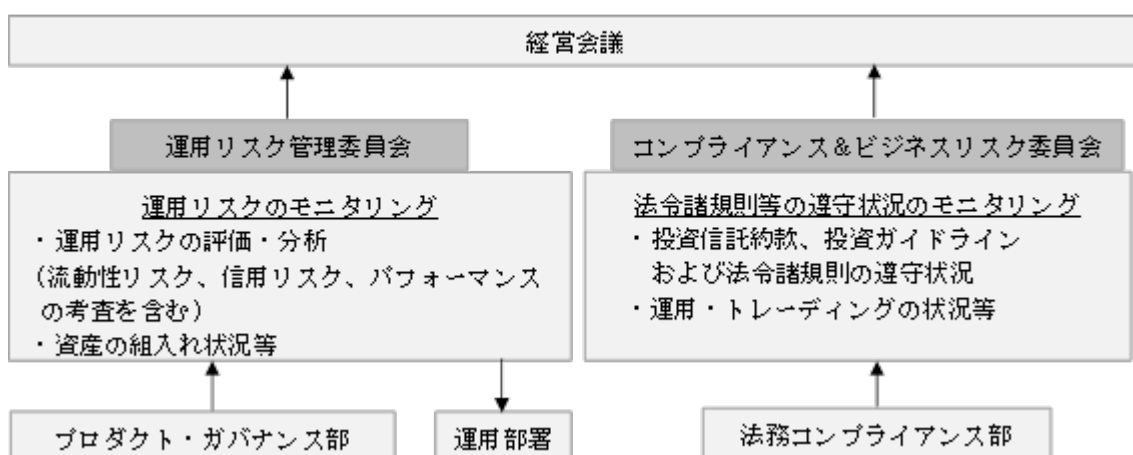 経営会議
運用リスク管理委員会
運用リスクのモニタリング
・運用リスクの評価・分析
(流動性リスク、信用リスク、パフォーマンス
の考査を含む)
・資産の組入れ状況等
プロダクト・ガバナンス部
運用部署
コンプライアンス&ビジネスリスク委員会
法令諸規則等の遵守状況のモニタリング
・投資信託約款、投資ガイドライン
および法令諸規則の遵守状況
・運用・トレーディングの状況等
法務コンプライアンス部